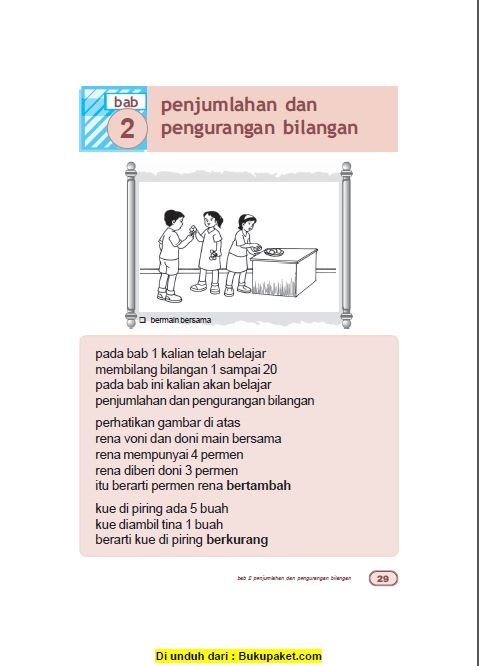 bab
2
penjumlahan dan
pengurangan bilangan
❑ bermain bersama
pada bab 1 kalian telah belajar
membilang bilangan 1 sampai 20
pada bab ini kalian akan belajar
penjumlahan dan pengurangan bilangan
perhatikan gambar di atas
rena voni dan doni main bersama
rena mempunyai 4 permen
rena diberi doni 3 permen
itu berarti permen rena bertambah
kue di piring ada 5 buah
kue diambil tina 1 buah
berarti kue di piring berkurang
bab 2 penjumlahan dan pengurangan bilangan
29
Di unduh dari : Bukupaket.com